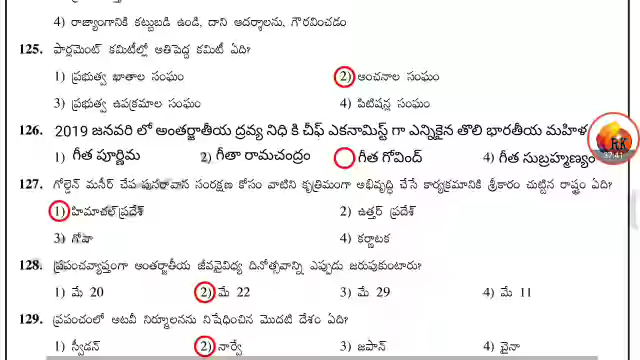 4) రాజ్యాంగానికి కట్టుబడి ఉండి, దాని ఆదర్శాలను, గౌరవించడం
125. పార్లమెంట్ కమిటీల్లో అతిపెద్ద కమిటీ ఏది?
1) ప్రభుత్వ ఖాతాల సంఘం 2) అంచనాల సంఘం
3) ప్రభుత్వ ఉపక్రమాల సంఘం 4) పిటిషన్ల సంఘం
126. 2019 జనవరి లో అంతర్జాతీయ ద్రవ్య నిధి కి చీఫ్ ఎకనామిస్ట్ గా ఎన్నికైన తొలి భారతీయ మహిళ
1) గీత పూర్ణిమ 2) గీతా రామచంద్రం గీత గోవింద్ 4) గీత సుబ్రహ్మణ్యం
127. గోల్డెన్ మసీర్ చేప పునరావాస సంరక్షణ కోసం వాటిని కృత్రిమంగా అభివృద్ధి చేసే కార్యక్రమానికి శ్రీకారం చుట్టిన రాష్ట్రం ఏది?
1) హిమాచల్ ప్రదేశ్ 2) ఉత్తర్ ప్రదేశ్
3) గోవా 4) కర్ణాటక
128. ప్రపంచవ్యాప్తంగా అంతర్జాతీయ జీవవైవిధ్య దినోత్సవాన్ని ఎప్పుడు జరుపుకుంటారు?
1) మే 20 2) మే 22 3) మే 29 4) మే 11
129. ప్రపంచంలో అటవీ నిర్మూలనను నిషేధించిన మొదటి దేశం ఏది?
1) స్వీడన్ 2) నార్వే 3) జపాన్ 4) చైనా
RK
37:41